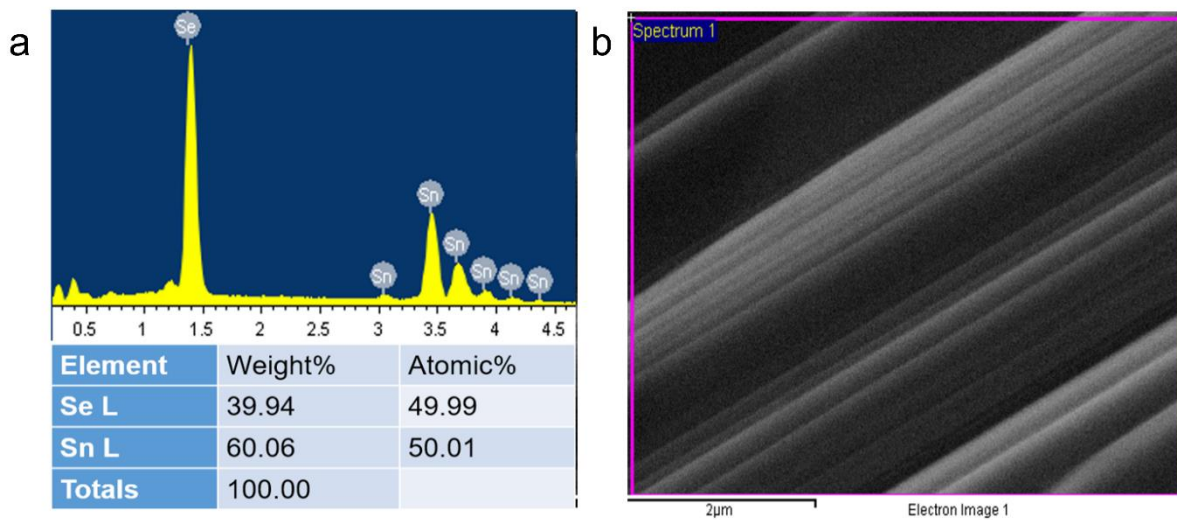 a
Se
Sn
Sn
Sn
Sn
Sn
Sn
0.5 1 1.5 2 2.5 3 3.5 4 4.5
Element Weight% Atomic%
Se L 39.94 49.99
Sn L 60.06 50.01
Totals 100.00
b
Spectrum 1
2µm
Electron Image 1